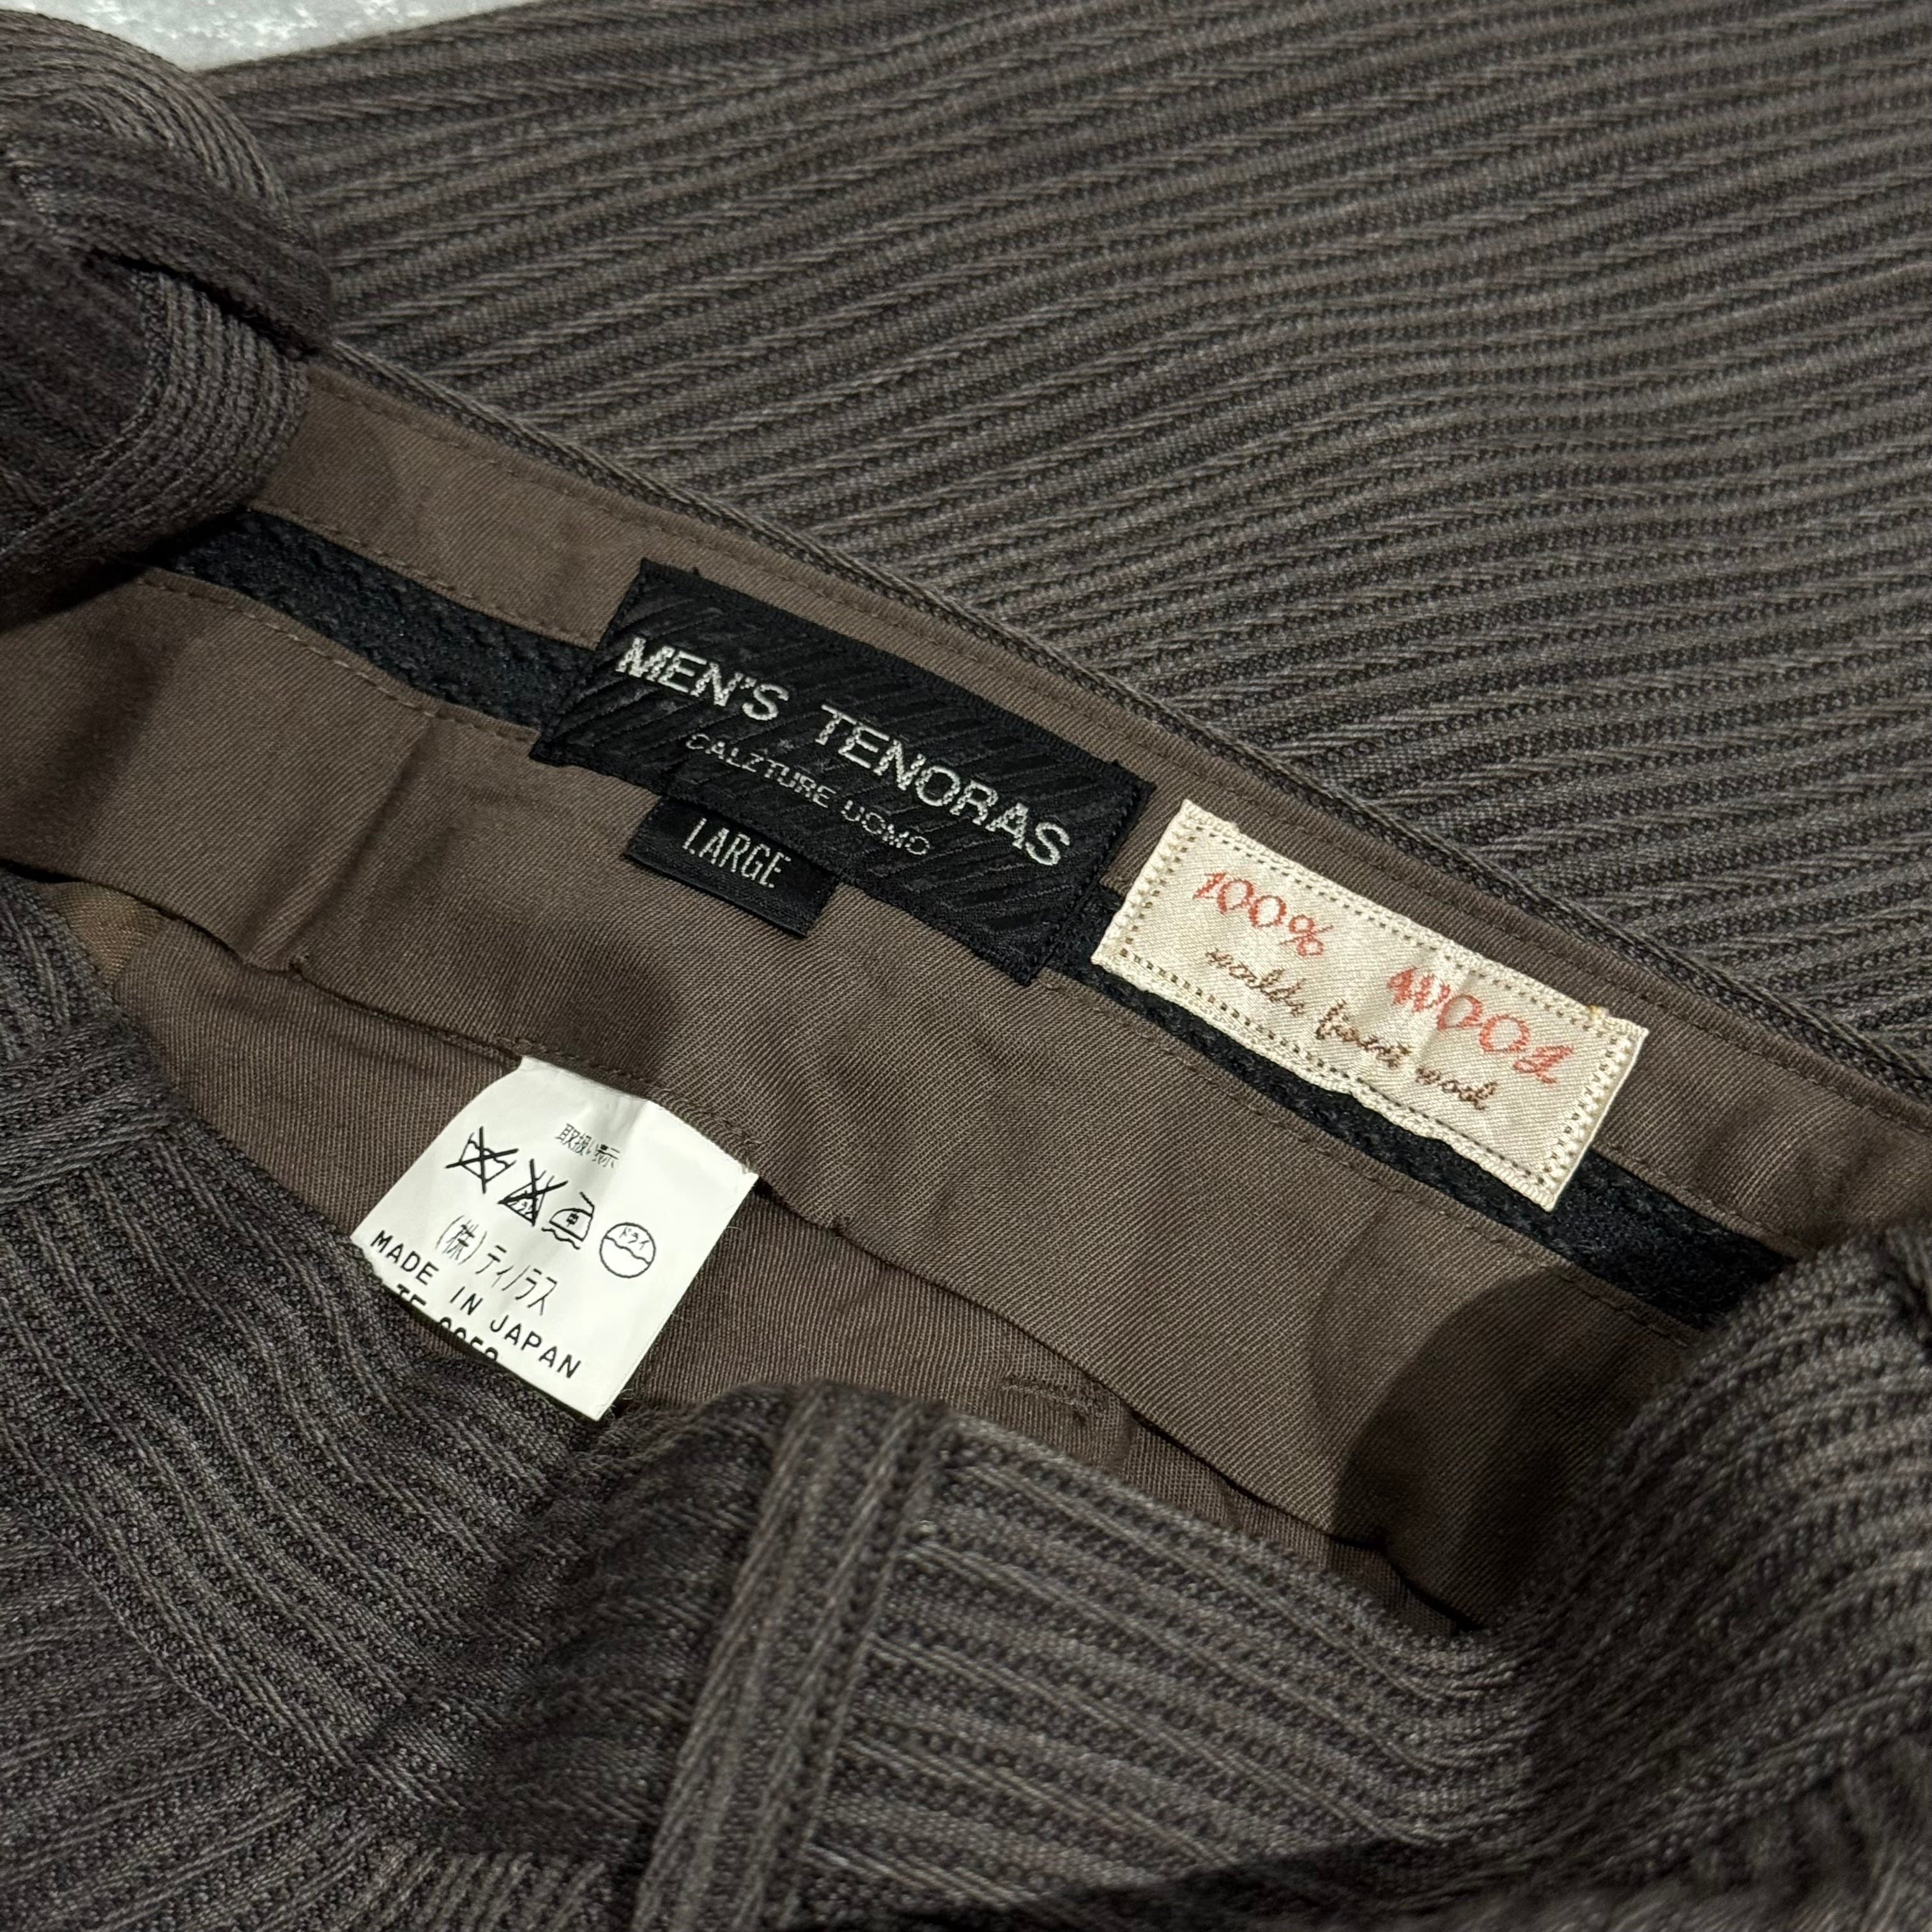 MEN'S TENORAS
CALZTURE UOMO
LARGE
100% WOOL
worlds finest wool
取扱い表示
ドライ
(株)ティノラス
MADE IN JAPAN